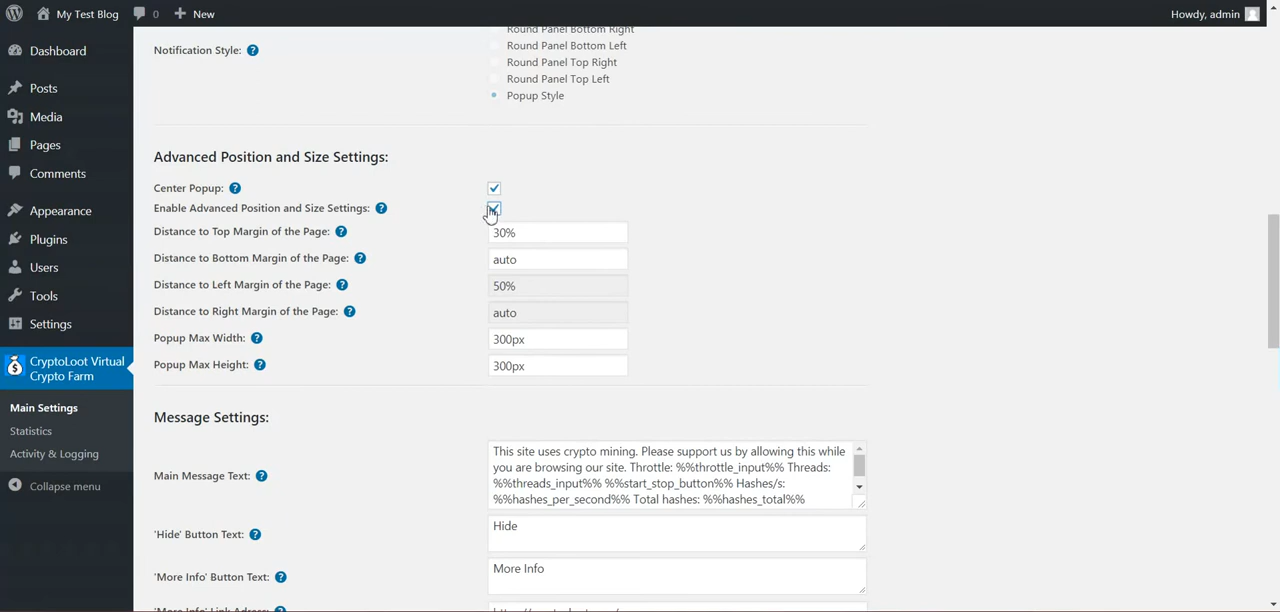 My Test Blog
0
New
Howdy, admin
Dashboard
Posts
Media
Pages
Comments
Appearance
Plugins
Users
Tools
Settings
CryptoLoot Virtual
Crypto Farm
Main Settings
Statistics
Activity & Logging
Collapse menu
Round Panel Bottom Right
Notification Style: ?
Round Panel Bottom Left
Round Panel Top Right
Round Panel Top Left
Popup Style
Advanced Position and Size Settings:
Center Popup: ?
Enable Advanced Position and Size Settings: ?
Distance to Top Margin of the Page: ? 30%
Distance to Bottom Margin of the Page: ? auto
Distance to Left Margin of the Page: ? 50%
Distance to Right Margin of the Page: ? auto
Popup Max Width: ? 300px
Popup Max Height: ? 300px
Message Settings:
Main Message Text: ?
This site uses crypto mining. Please support us by allowing this while
you are browsing our site. Throttle: %%throttle_input%% Threads:
%%threads_input%% %%start_stop_button%% Hashes/s:
%%hashes_per_second%% Total hashes: %%hashes_total%%
'Hide' Button Text: ? Hide
'More Info' Button Text: ? More Info
'More Info' Link Adress: ?